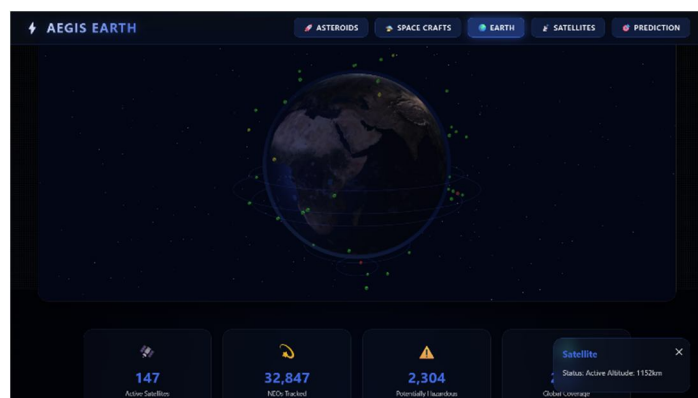 AEGIS EARTH
ASTEROIDS
SPACE CRAFTS
EARTH
SATELLITES
PREDICTION
147
Active Satellites
32,847
NEOs Tracked
2,304
Potentially Hazardous
Global Coverage
Satellite
Status: Active Altitude: 1152km